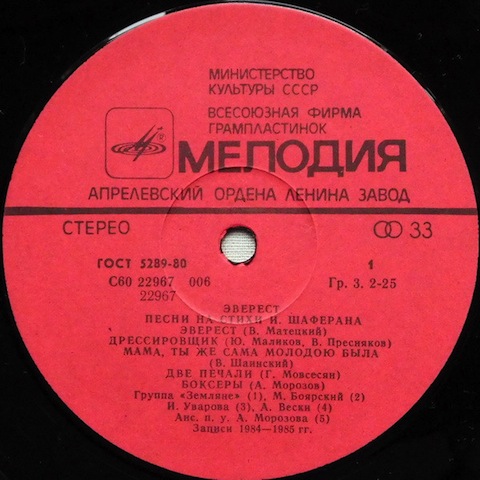 МИНИСТЕРСТВО
КУЛЬТУРЫ СССР
ВСЕСОЮЗНАЯ ФИРМА
ГРАМПЛАСТИНОК
МЕЛОДИЯ
АПРЕЛЕВСКИЙ ОРДЕНА ЛЕНИНА ЗАВОД
СТЕРЕО 33
ГОСТ 5289-80 1
С60 22967 006 Гр. 3. 2-25
22967
ЭВЕРЕСТ
ПЕСНИ НА СТИХИ И. ШАФЕРАНА
ЭВЕРЕСТ (В. Матецкий)
ДРЕССИРОВЩИК (Ю. Маликов, В. Пресняков)
МАМА, ТЫ ЖЕ САМА МОЛОДОЮ БЫЛА
(В. Шаинский)
ДВЕ ПЕЧАЛИ (Г. Мовсесян)
БОКСЕРЫ (А. Морозов)
Группа «Земляне» (1), М. Боярский (2)
И. Уварова (3), А. Вески (4)
Анс. п. у. А. Морозова (5)
Записи 1984—1985 гг.